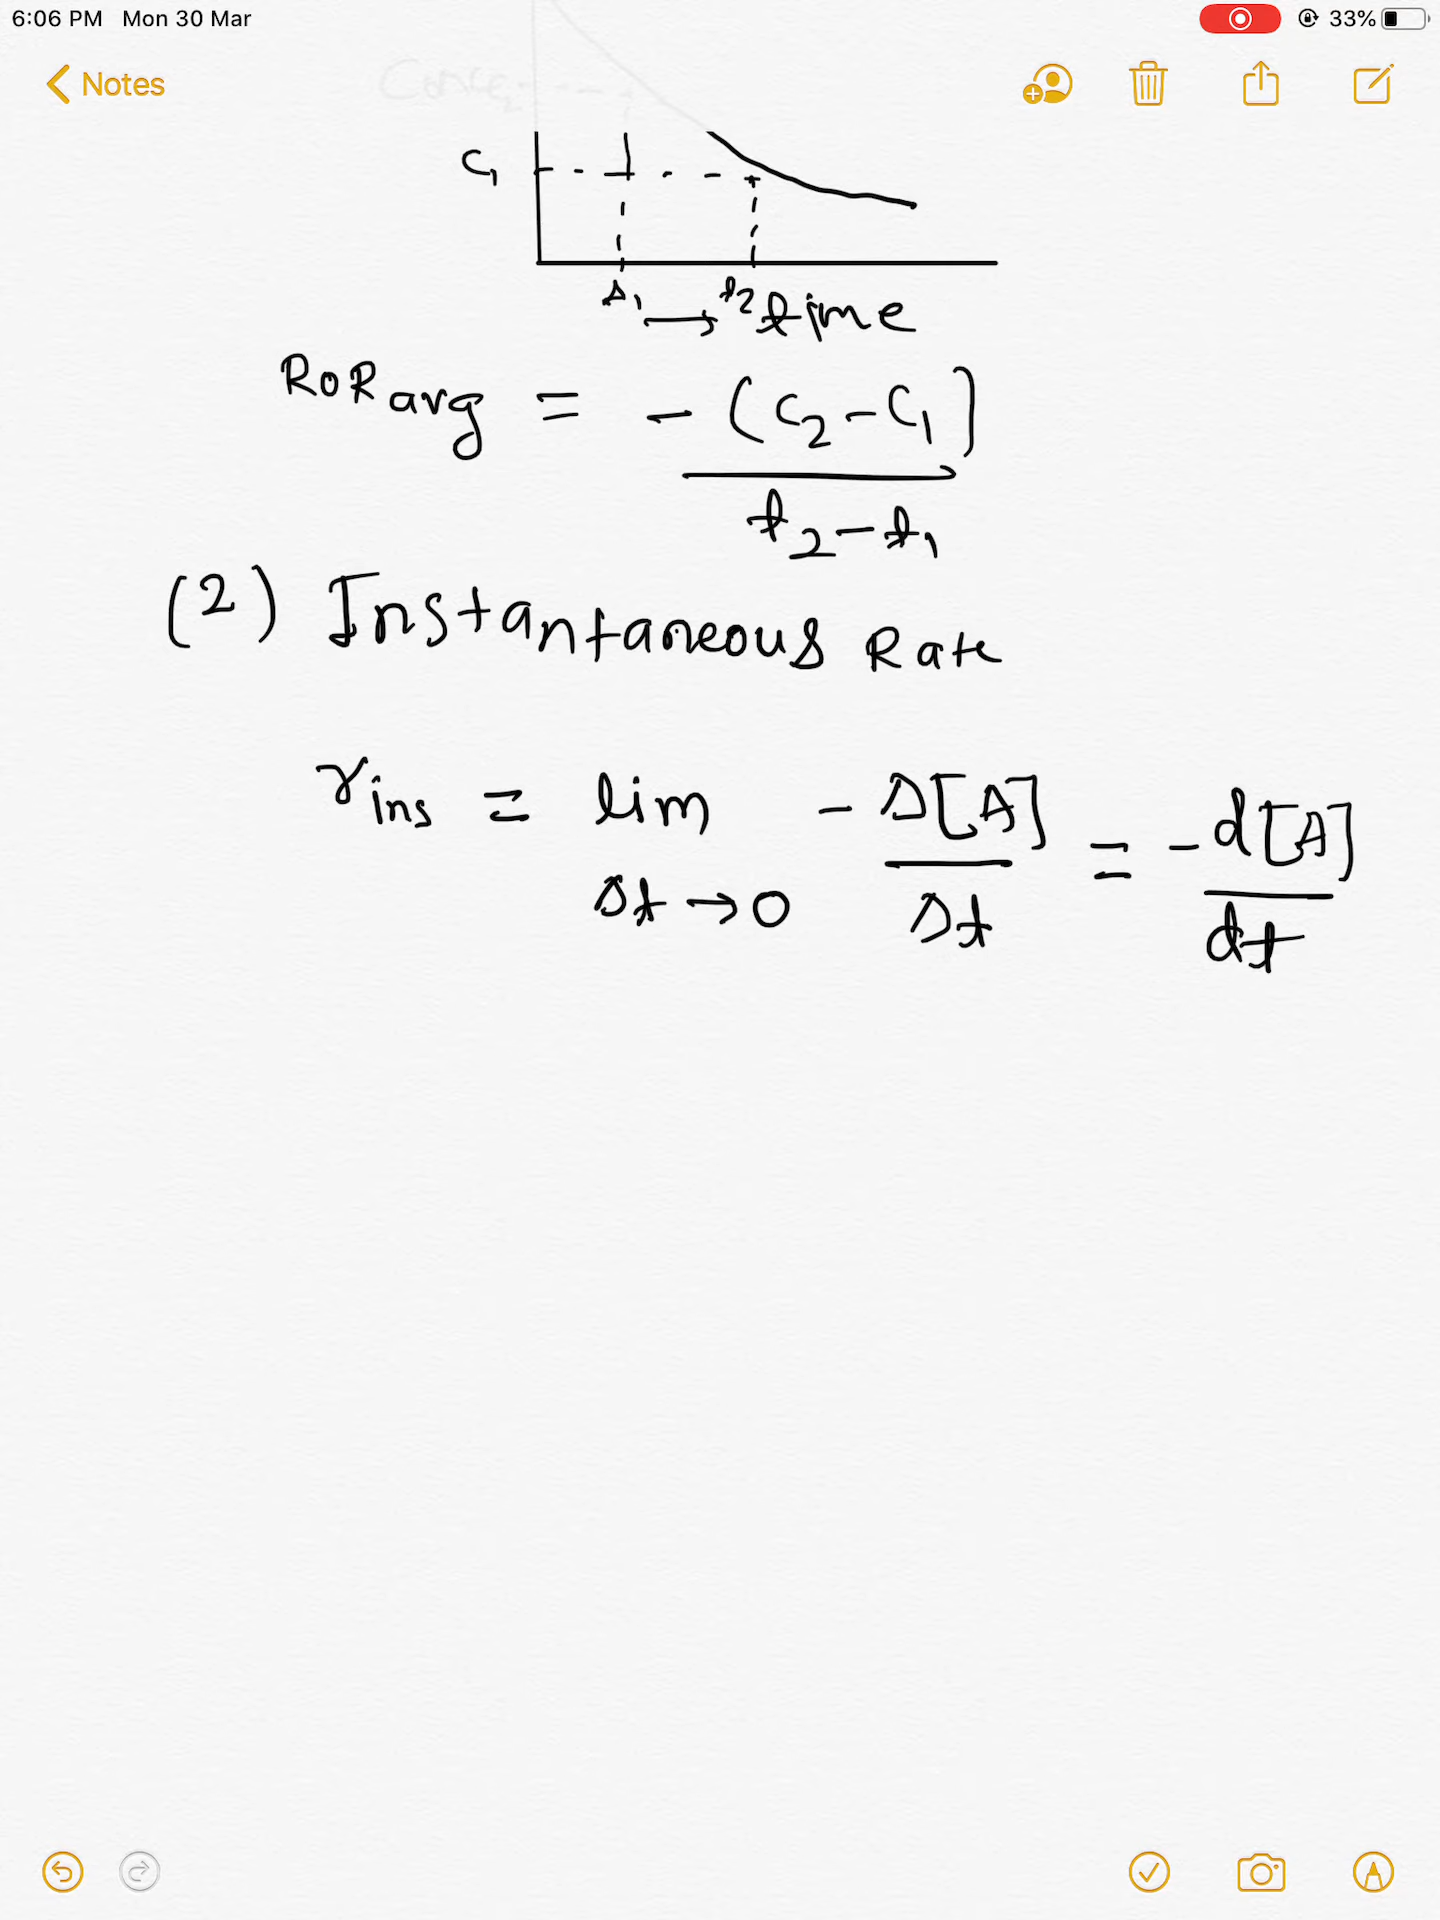 6:06 PM Mon 30 Mar 33%
Notes
Conc
C₁
t₁ → t₂ time
RoR avg = - (C₂-C₁)
t₂-t₁
(2) Instantaneous Rate
r ins = lim - Δ[A] = - d[A]
Δt → 0 Δt dt